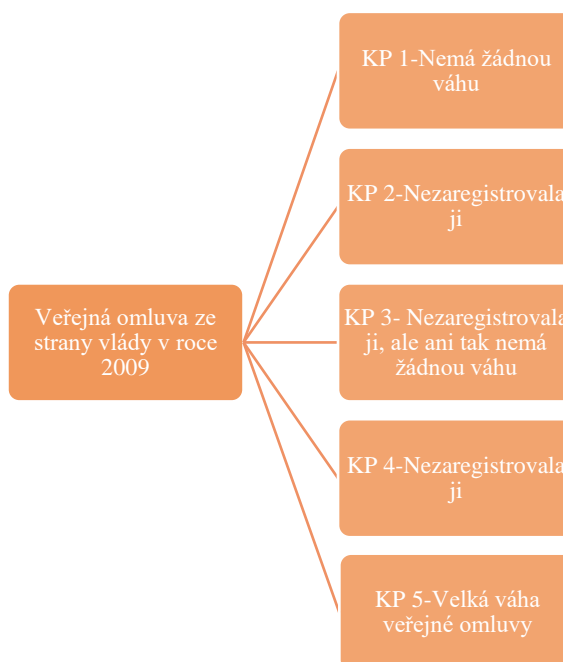 KP 1-Nemá žádnou
váhu
KP 2-Nezaregistrovala
ji
Veřejná omluva ze
strany vlády v roce
2009
KP 3- Nezaregistrovala
ji, ale ani tak nemá
žádnou váhu
KP 4-Nezaregistrovala
ji
KP 5-Velká váha
veřejné omluvy